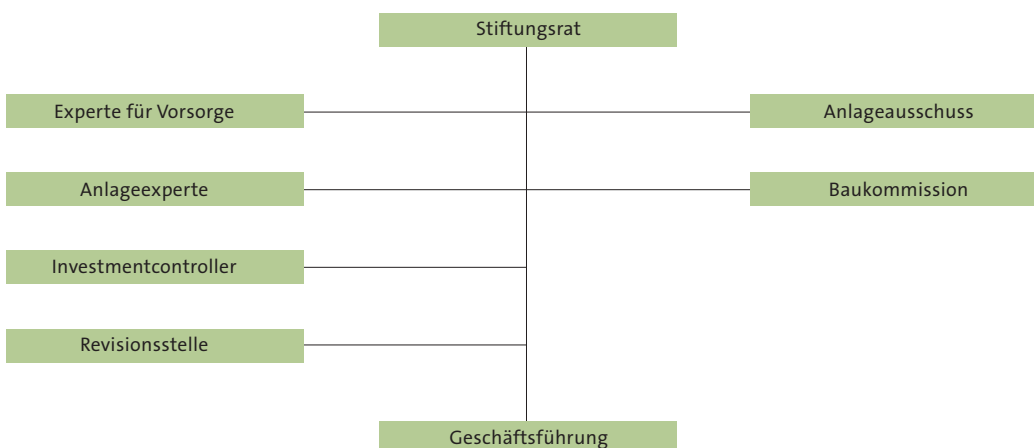 Stiftungsrat
Experte für Vorsorge
Anlageausschuss
Anlageexperte
Baukommission
Investmentcontroller
Revisionsstelle
Geschäftsführung